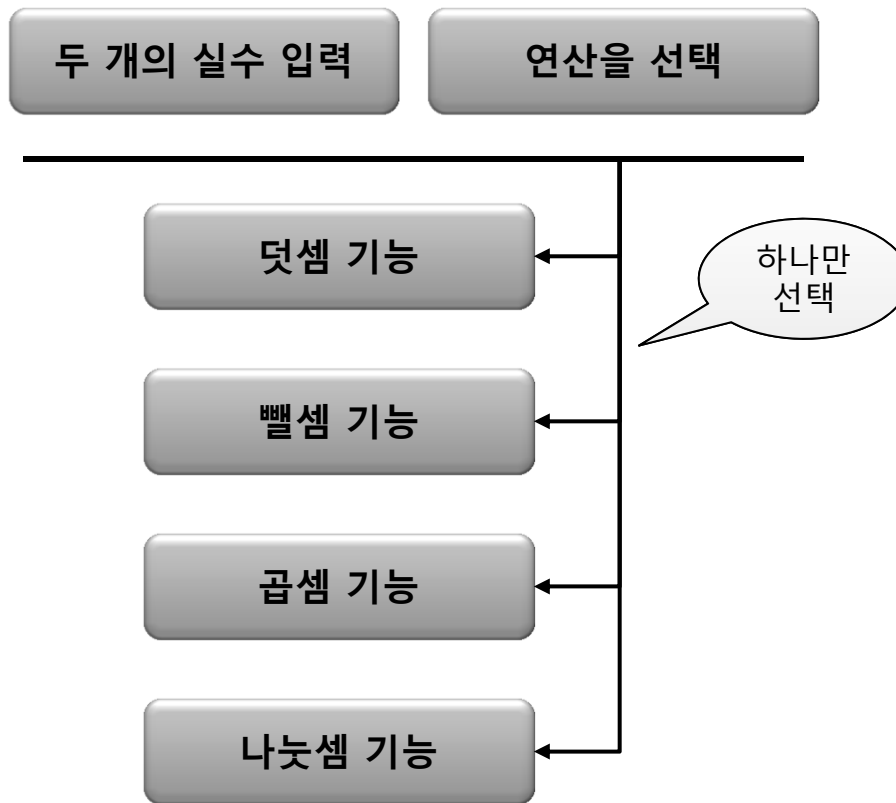 두 개의 실수 입력
연산을 선택
덧셈 기능
하나만
선택
뺄셈 기능
곱셈 기능
나눗셈 기능